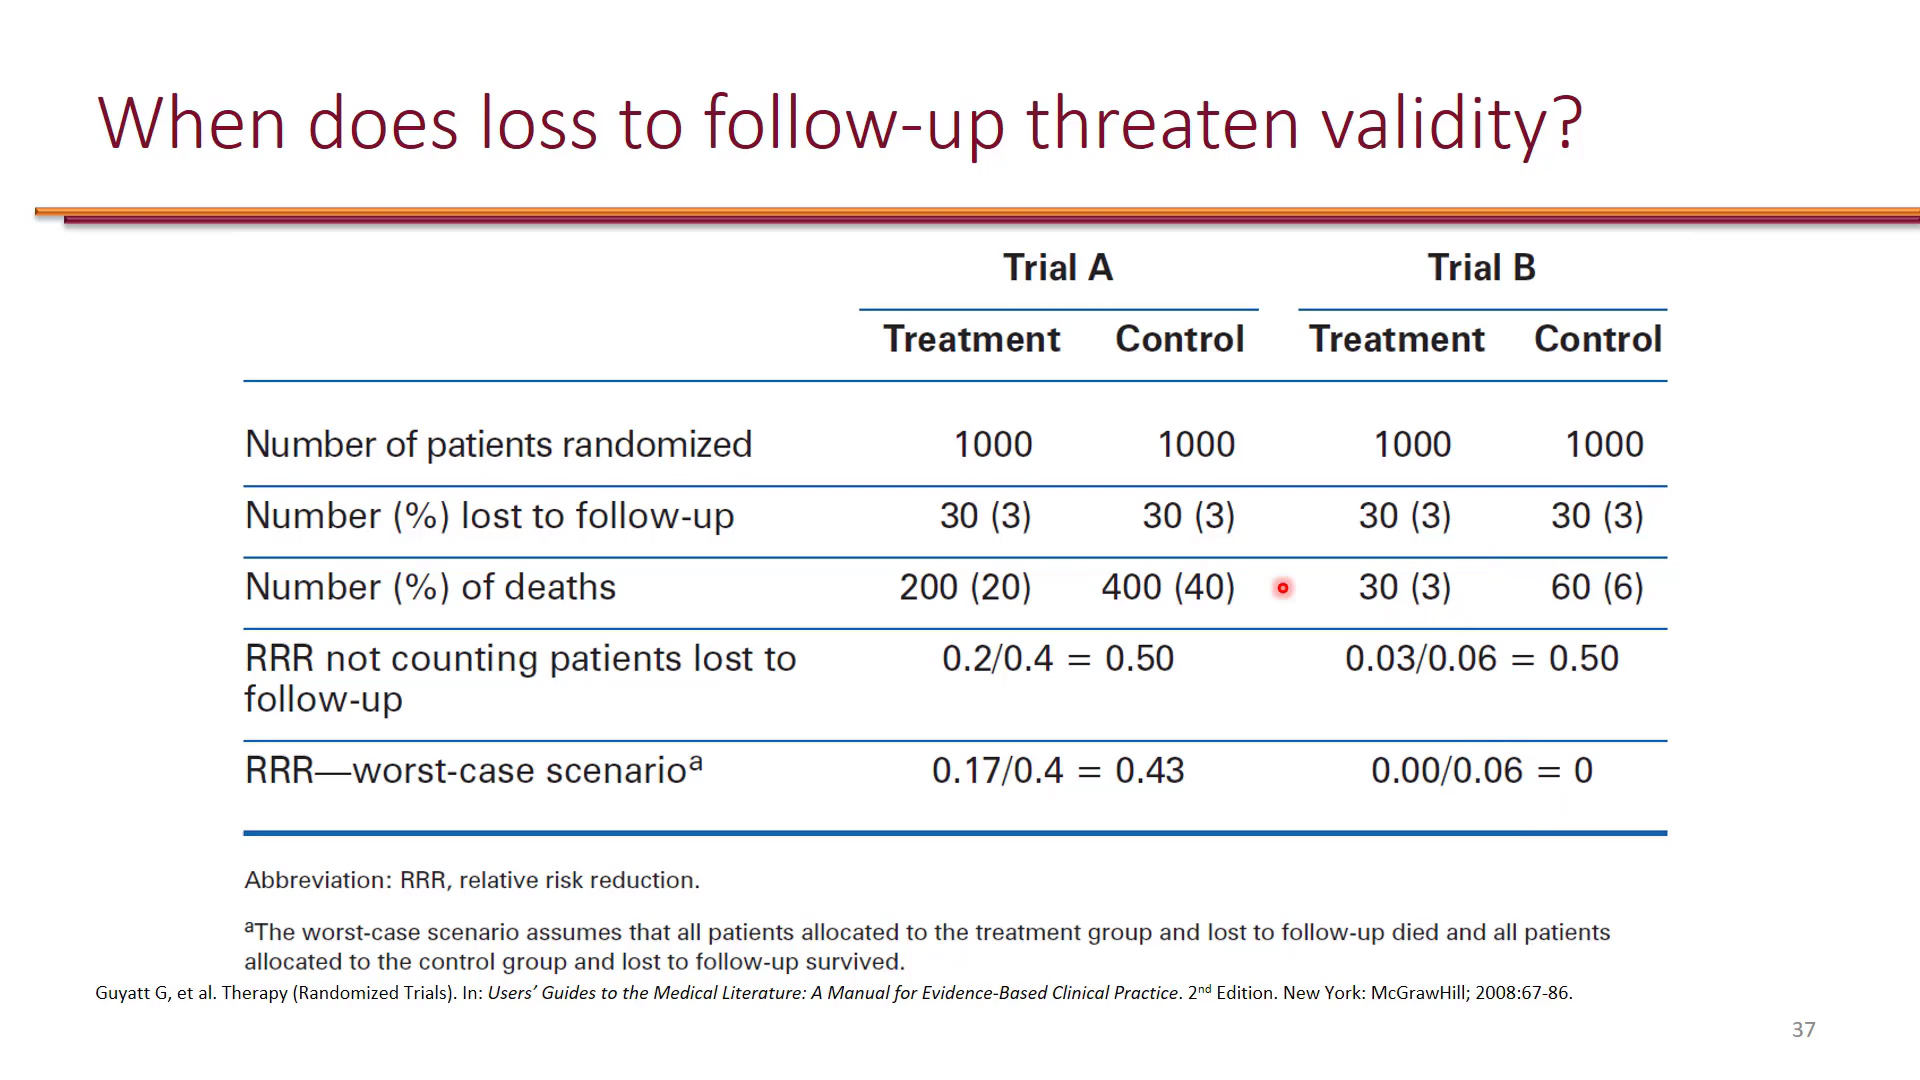 When does loss to follow-up threaten validity?
Trial A Trial B
Treatment Control Treatment Control
Number of patients randomized 1000 1000 1000 1000
Number (%) lost to follow-up 30 (3) 30 (3) 30 (3) 30 (3)
Number (%) of deaths 200 (20) 400 (40) 30 (3) 60 (6)
RRR not counting patients lost to 0.2/0.4 = 0.50 0.03/0.06 = 0.50
follow-up
RRR—worst-case scenarioᵃ 0.17/0.4 = 0.43 0.00/0.06 = 0
Abbreviation: RRR, relative risk reduction.
ᵃThe worst-case scenario assumes that all patients allocated to the treatment group and lost to follow-up died and all patients
allocated to the control group and lost to follow-up survived.
Guyatt G, et al. Therapy (Randomized Trials). In: Users’ Guides to the Medical Literature: A Manual for Evidence-Based Clinical Practice. 2nd Edition. New York: McGrawHill; 2008:67-86.
37